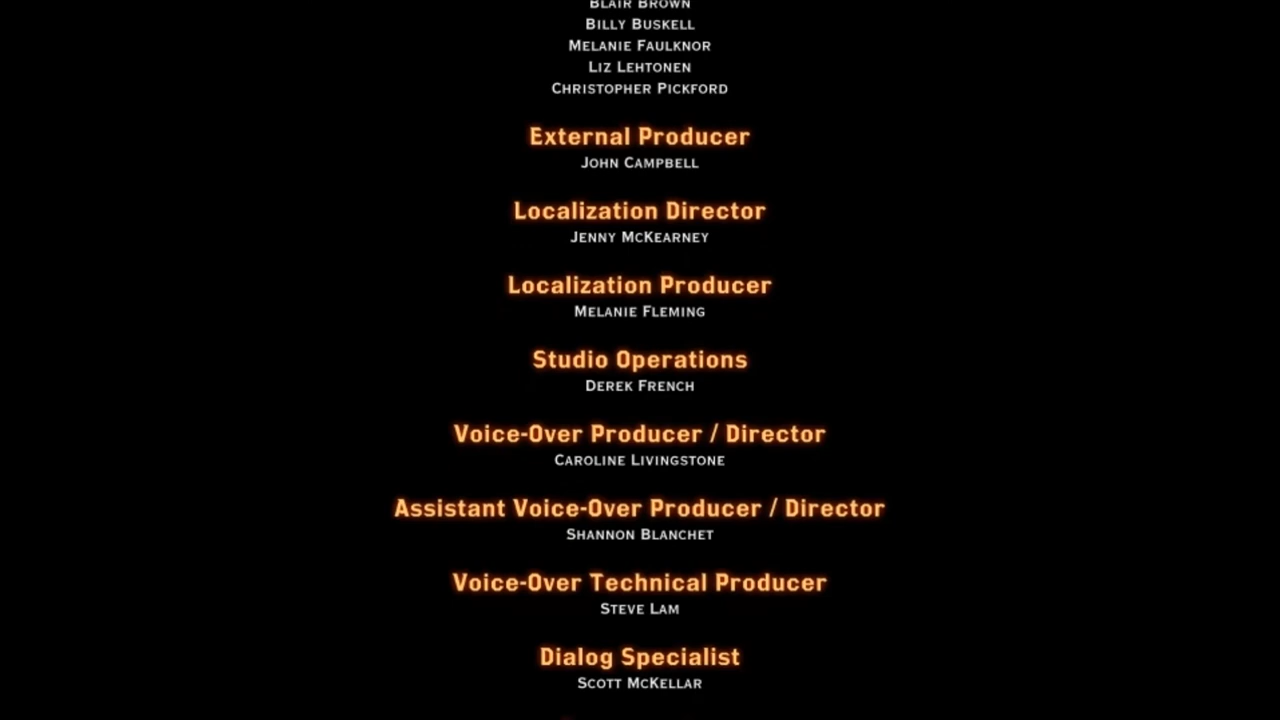 Blair Brown
Billy Buskell
Melanie Faulknor
Liz Lehtonen
Christopher Pickford
External Producer
John Campbell
Localization Director
Jenny McKearney
Localization Producer
Melanie Fleming
Studio Operations
Derek French
Voice-Over Producer / Director
Caroline Livingstone
Assistant Voice-Over Producer / Director
Shannon Blanchet
Voice-Over Technical Producer
Steve Lam
Dialog Specialist
Scott McKellar